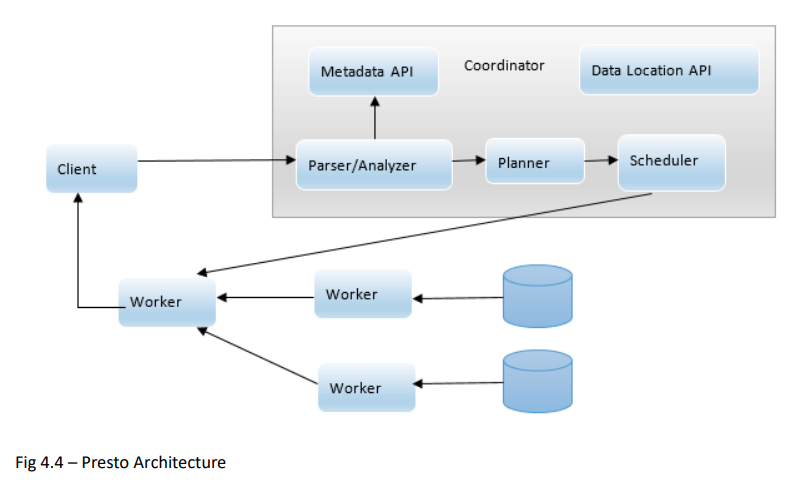 Coordinator
Metadata API
Data Location API
Client
Parser/Analyzer
Planner
Scheduler
Worker
Worker
Worker
Fig 4.4 – Presto Architecture